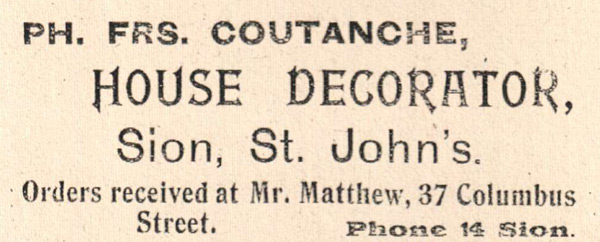 PH. FRS. COUTANCHE,
HOUSE DECORATOR,
Sion, St. John's.
Orders received at Mr. Matthew, 37 Columbus
Street. Phone 14 Sion.